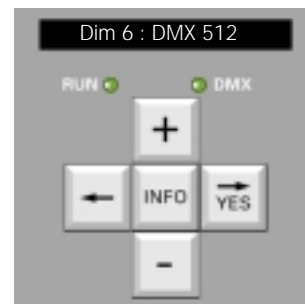 Dim 6 : DMX 512
RUN DMX
+
← INFO → YES
-